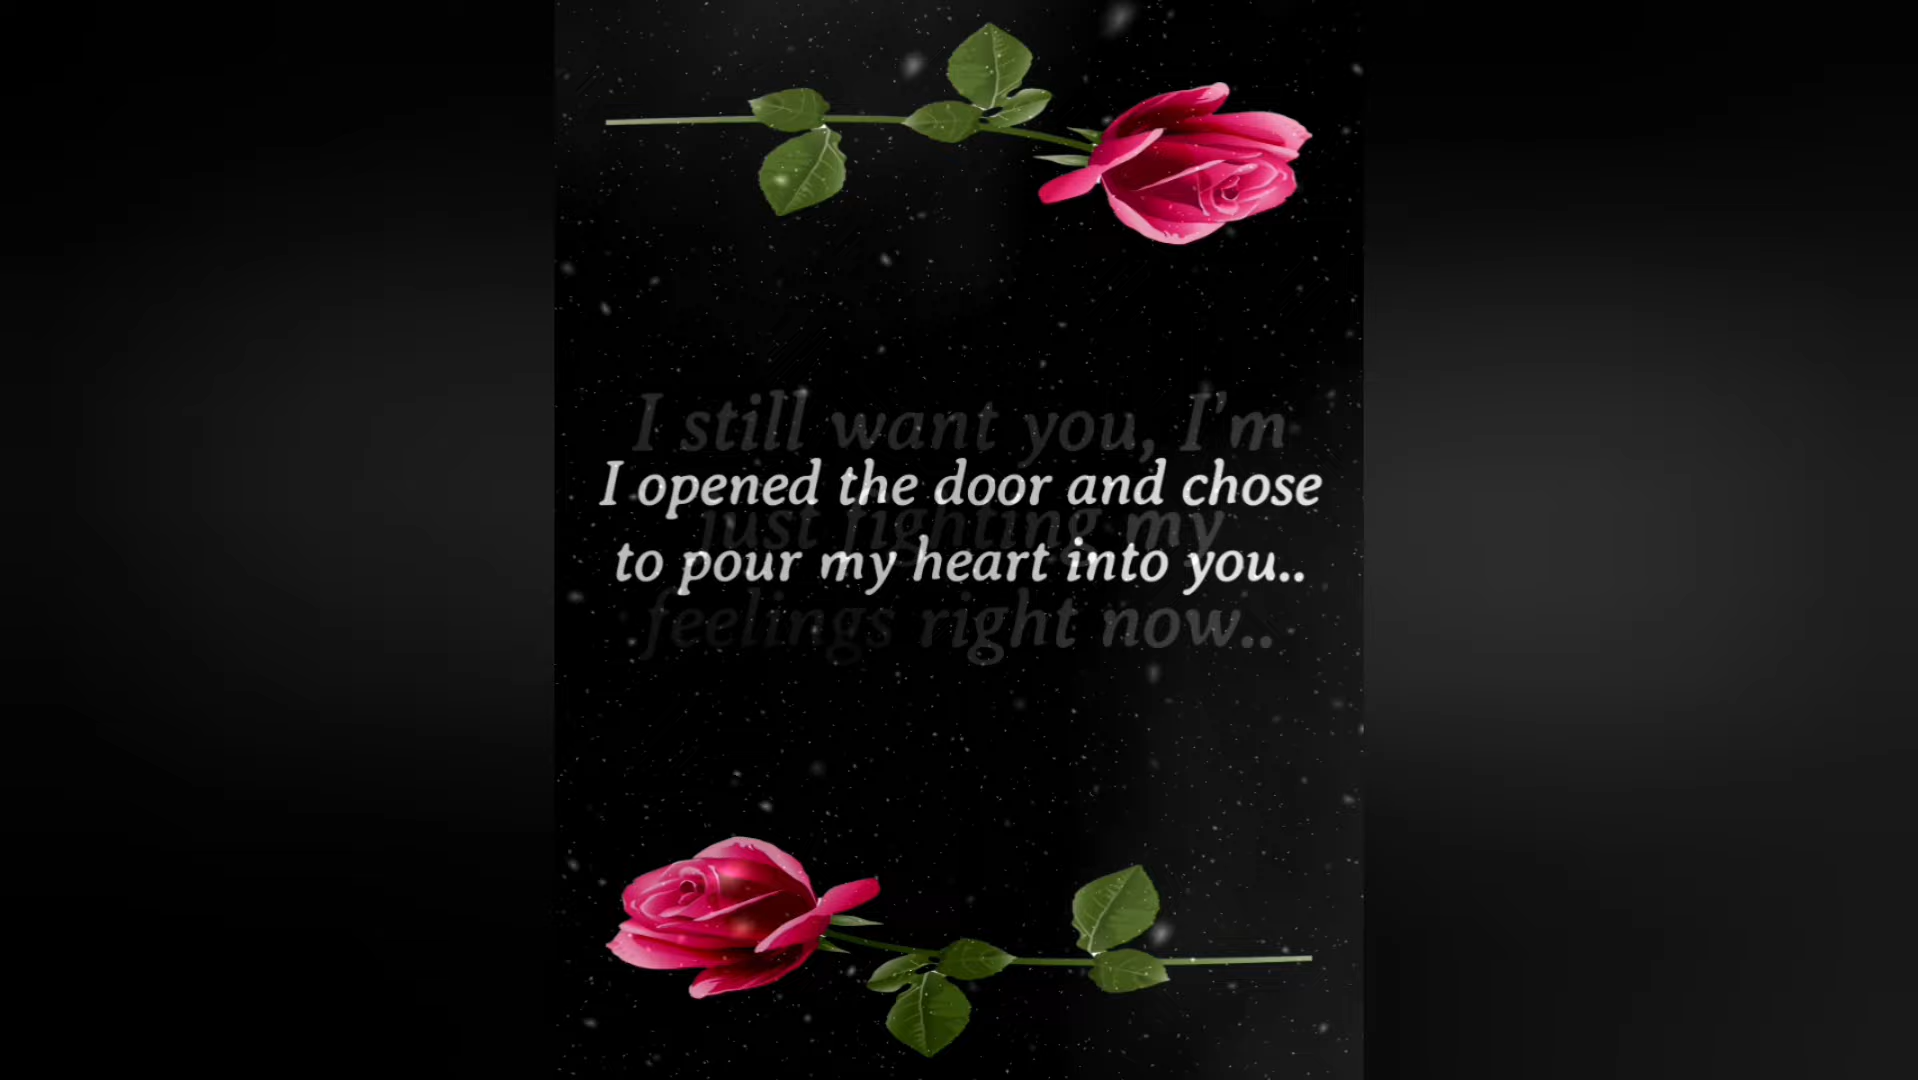 I still want you, I'm
I opened the door and chose
just fighting my
to pour my heart into you..
feelings right now..